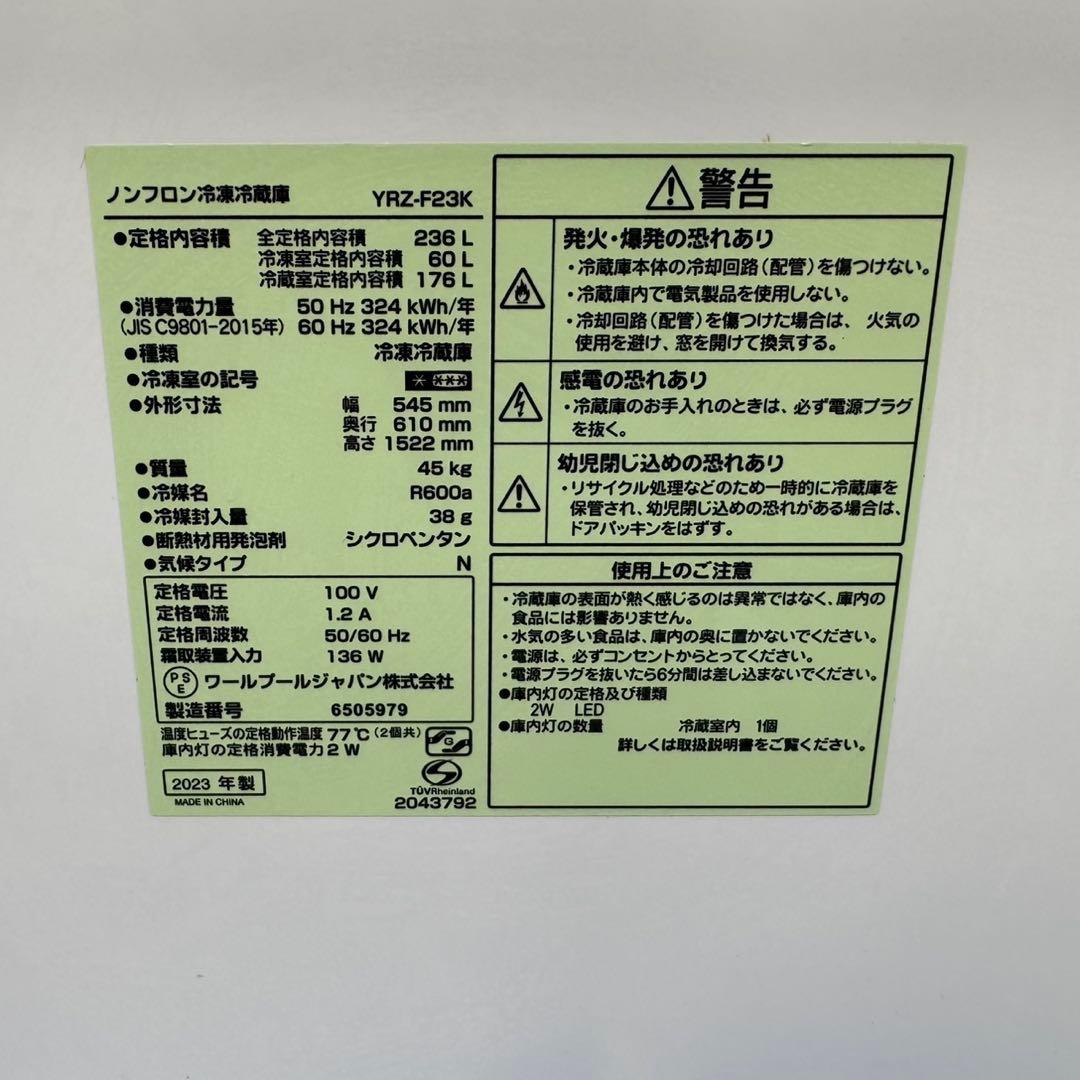 ノンフロン冷凍冷蔵庫 YRZ-F23K
●定格内容積 全定格内容積 236 L
冷凍室定格内容積 60 L
冷蔵室定格内容積 176 L
●消費電力量 50 Hz 324 kWh/年
(JIS C9801-2015年) 60 Hz 324 kWh/年
●種類 冷凍冷蔵庫
●冷凍室の記号 * ***
●外形寸法 幅 545 mm
奥行 610 mm
高さ 1522 mm
●質量 45 kg
●冷媒名 R600a
●冷媒封入量 38 g
●断熱材用発泡剤 シクロペンタン
●気候タイプ N
定格電圧 100 V
定格電流 1.2 A
定格周波数 50/60 Hz
霜取装置入力 136 W
PSE ワールプールジャパン株式会社
製造番号 6505979
温度ヒューズの定格動作温度 77℃ (2個共)
庫内灯の定格消費電力 2 W
2023 年製
MADE IN CHINA
TÜVRheinland
2043792
警告
発火・爆発の恐れあり
・冷蔵庫本体の冷却回路(配管)を傷つけない。
・冷蔵庫内で電気製品を使用しない。
・冷却回路(配管)を傷つけた場合は、火気の
使用を避け、窓を開けて換気する。
感電の恐れあり
・冷蔵庫のお手入れのときは、必ず電源プラグ
を抜く。
幼児閉じ込めの恐れあり
・リサイクル処理などのため一時的に冷蔵庫を
保管され、幼児閉じ込めの恐れがある場合は、
ドアパッキンをはずす。
使用上のご注意
・冷蔵庫の表面が熱く感じるのは異常ではなく、庫内の
食品には影響ありません。
・水気の多い食品は、庫内の奥に置かないでください。
・電源は、必ずコンセントからとってください。
・電源プラグを抜いたら6分間は差し込まないでください。
●庫内灯の定格及び種類
2W LED
●庫内灯の数量 冷蔵室内 1個
詳しくは取扱説明書をご覧ください。